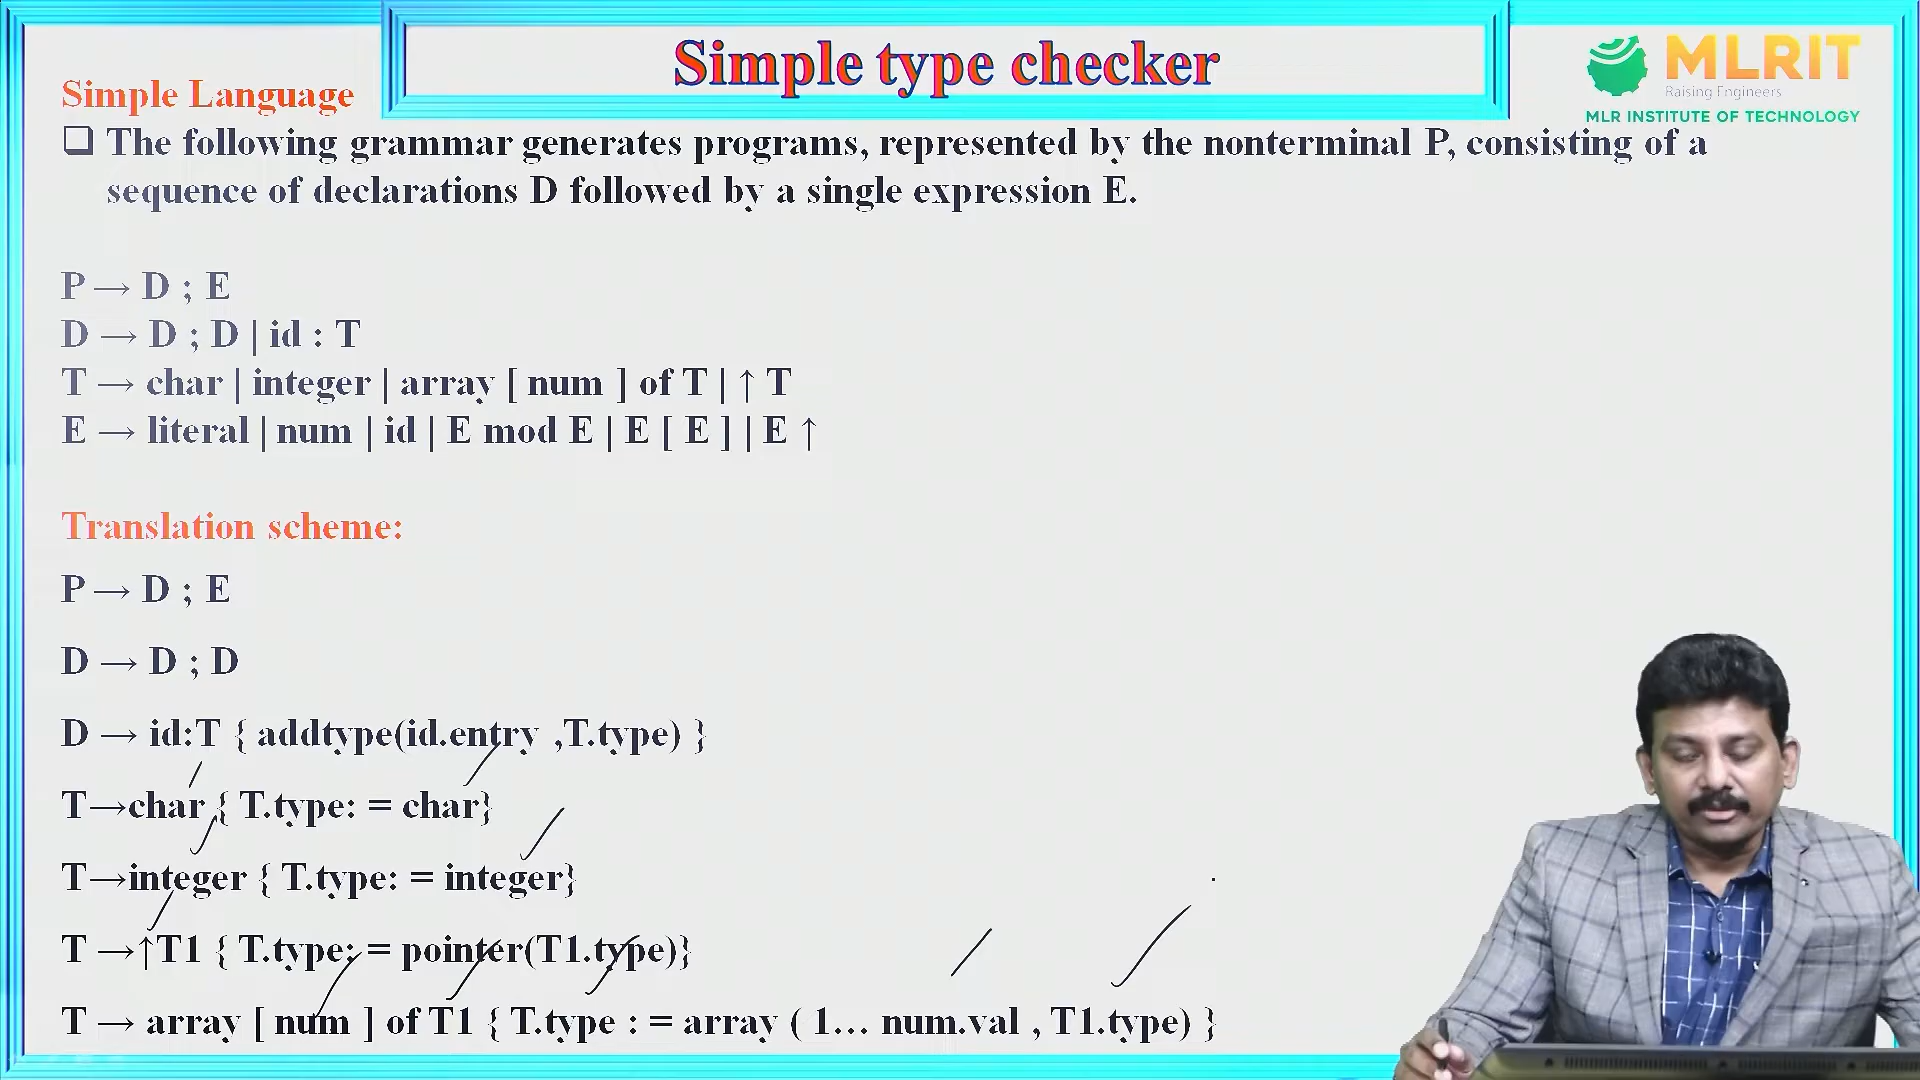 Simple type checker
MLRIT
Raising Engineers
MLR INSTITUTE OF TECHNOLOGY
Simple Language
❑ The following grammar generates programs, represented by the nonterminal P, consisting of a
sequence of declarations D followed by a single expression E.
P → D ; E
D → D ; D | id : T
T → char | integer | array [ num ] of T | ↑ T
E → literal | num | id | E mod E | E [ E ] | E ↑
Translation scheme:
P → D ; E
D → D ; D
D → id:T { addtype(id.entry ,T.type) }
T→char { T.type: = char}
T→integer { T.type: = integer}
T →↑T1 { T.type: = pointer(T1.type)}
T → array [ num ] of T1 { T.type : = array ( 1… num.val , T1.type) }